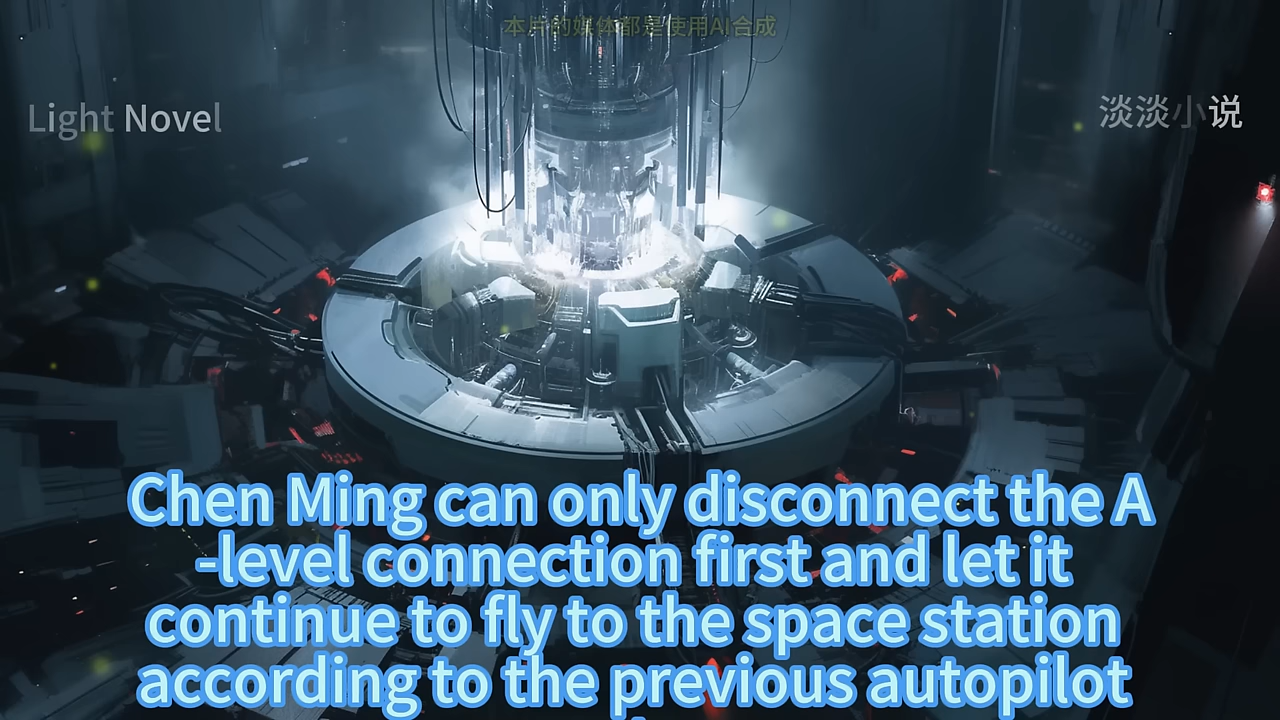 本片的媒体都是使用AI合成
Light Novel
淡淡小说
Chen Ming can only disconnect the A
-level connection first and let it
continue to fly to the space station
according to the previous autopilot